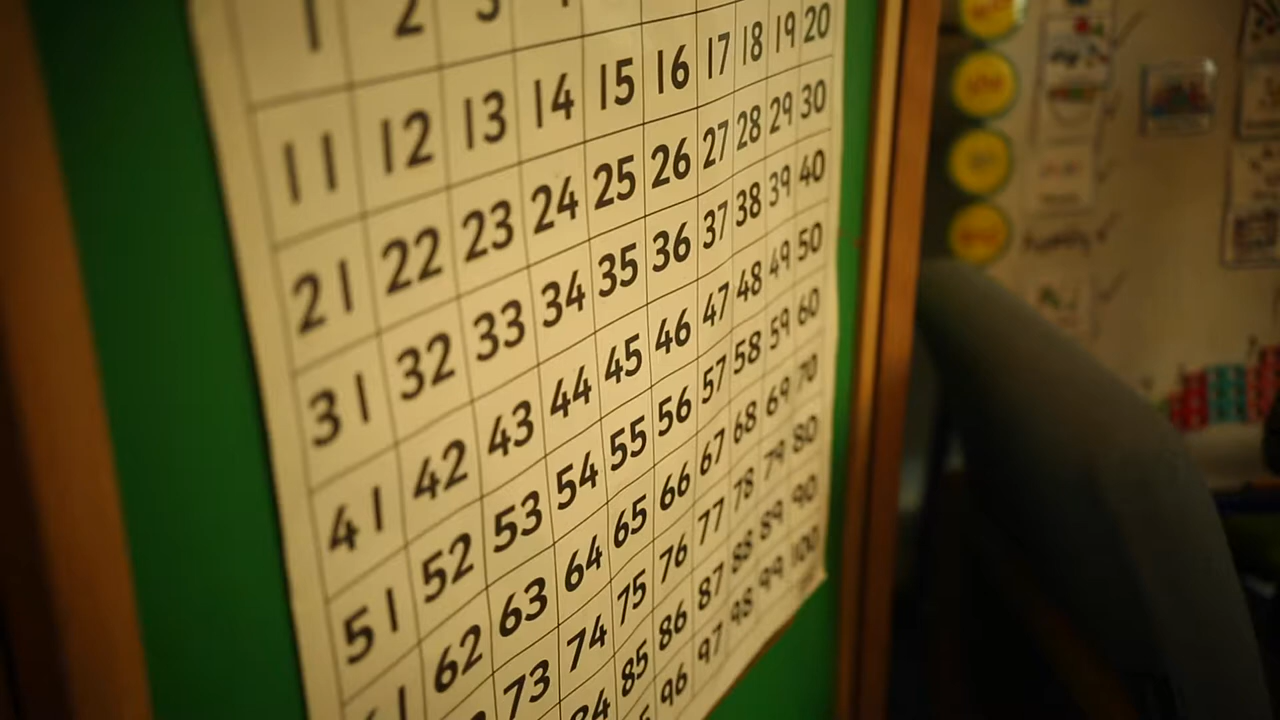 1 2 3
11 12 13 14 15 16 17 18 19 20
21 22 23 24 25 26 27 28 29 30
31 32 33 34 35 36 37 38 39 40
41 42 43 44 45 46 47 48 49 50
51 52 53 54 55 56 57 58 59 60
62 63 64 65 66 67 68 69 70
73 74 75 76 77 78 79 80
84 85 86 87 88 89 90
96 97 98 99 100